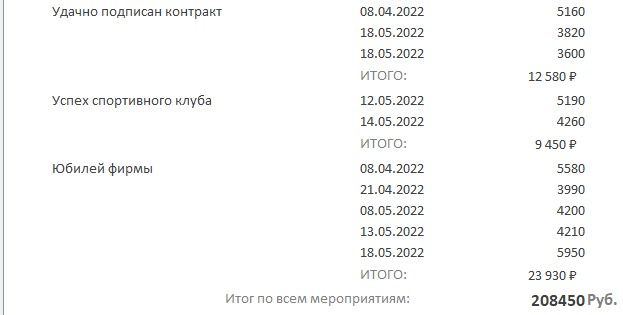 Удачно подписан контракт 08.04.2022 5160
18.05.2022 3820
18.05.2022 3600
ИТОГО: 12 580 ₽
Успех спортивного клуба 12.05.2022 5190
14.05.2022 4260
ИТОГО: 9 450 ₽
Юбилей фирмы 08.04.2022 5580
21.04.2022 3990
08.05.2022 4200
13.05.2022 4210
18.05.2022 5950
ИТОГО: 23 930 ₽
Итог по всем мероприятиям: 208450 Руб.